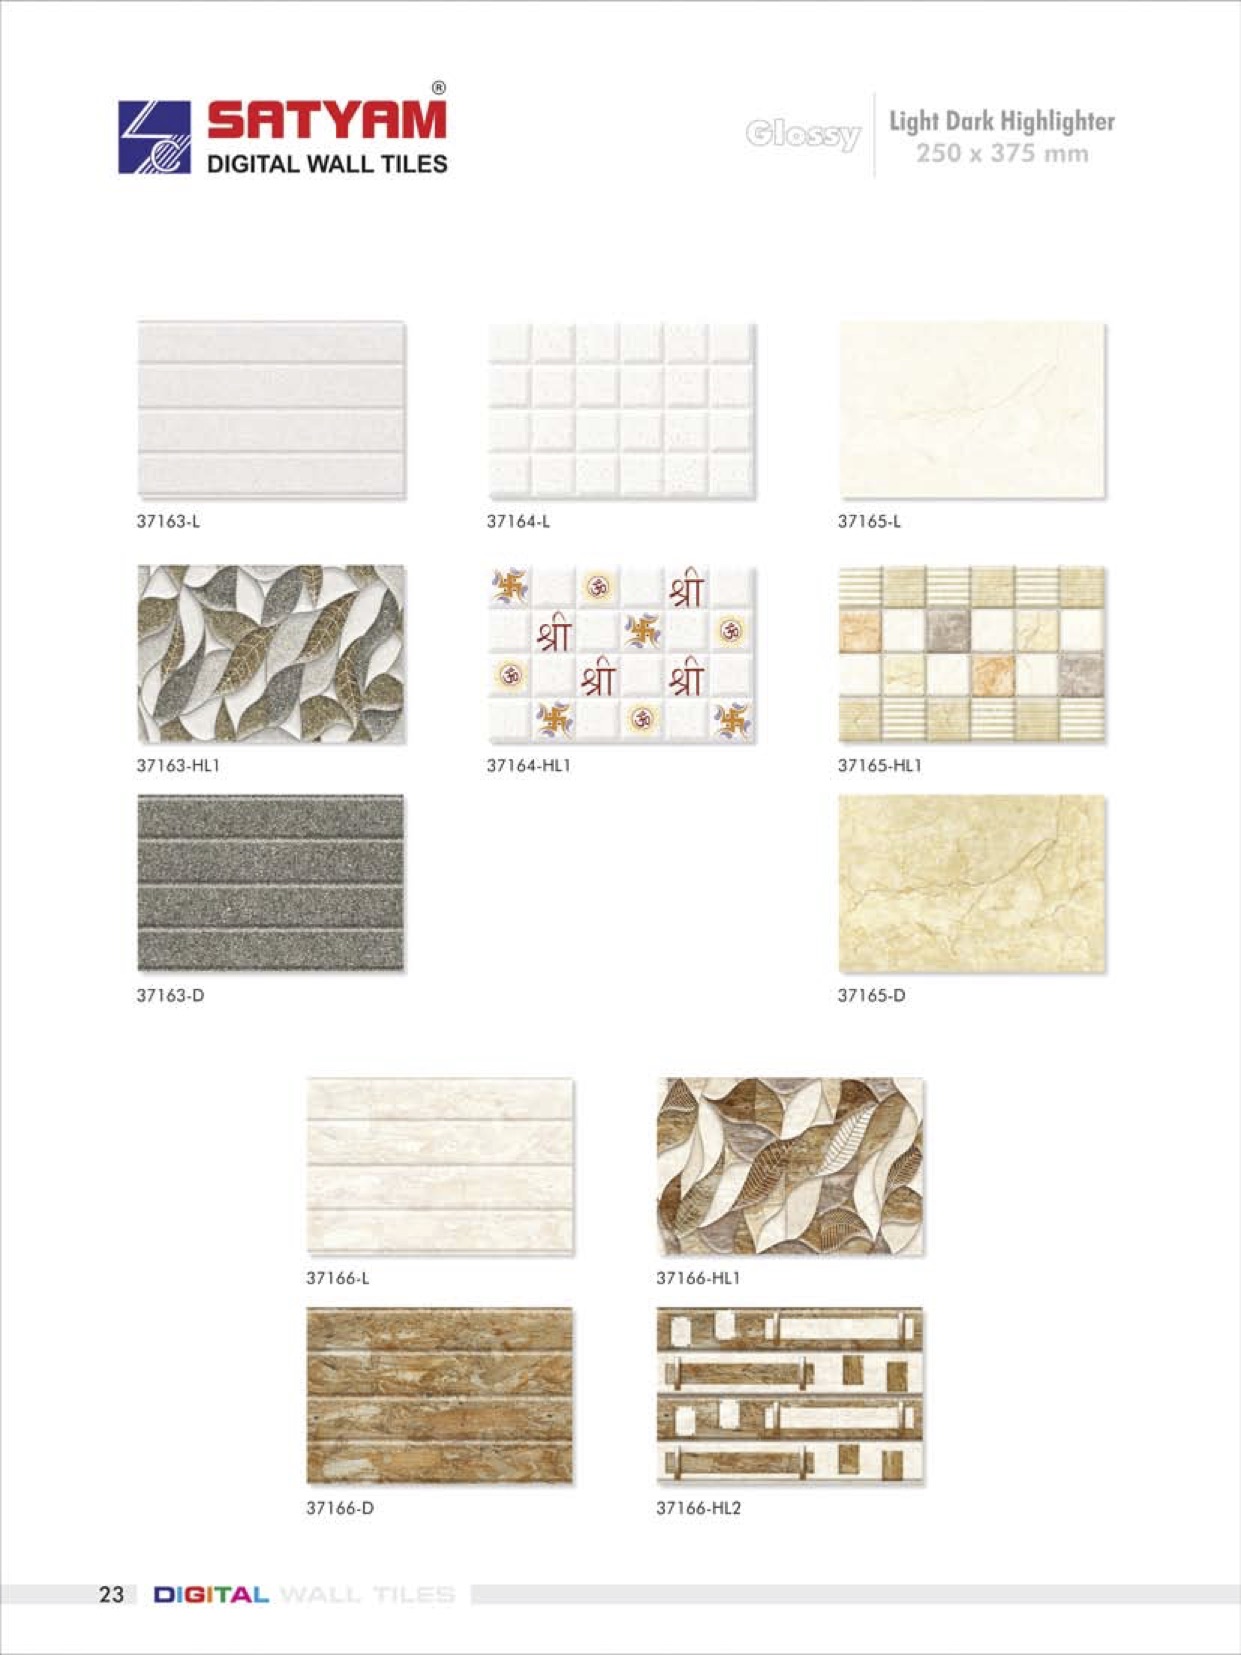 ®
SATYAM
DIGITAL WALL TILES
Glossy
Light Dark Highlighter
250 x 375 mm
37163-L
37164-L
37165-L
ॐ श्री
श्री ॐ
ॐ श्री श्री
ॐ
37163-HL1
37164-HL1
37165-HL1
37163-D
37165-D
37166-L
37166-HL1
37166-D
37166-HL2
23 DIGITAL WALL TILES